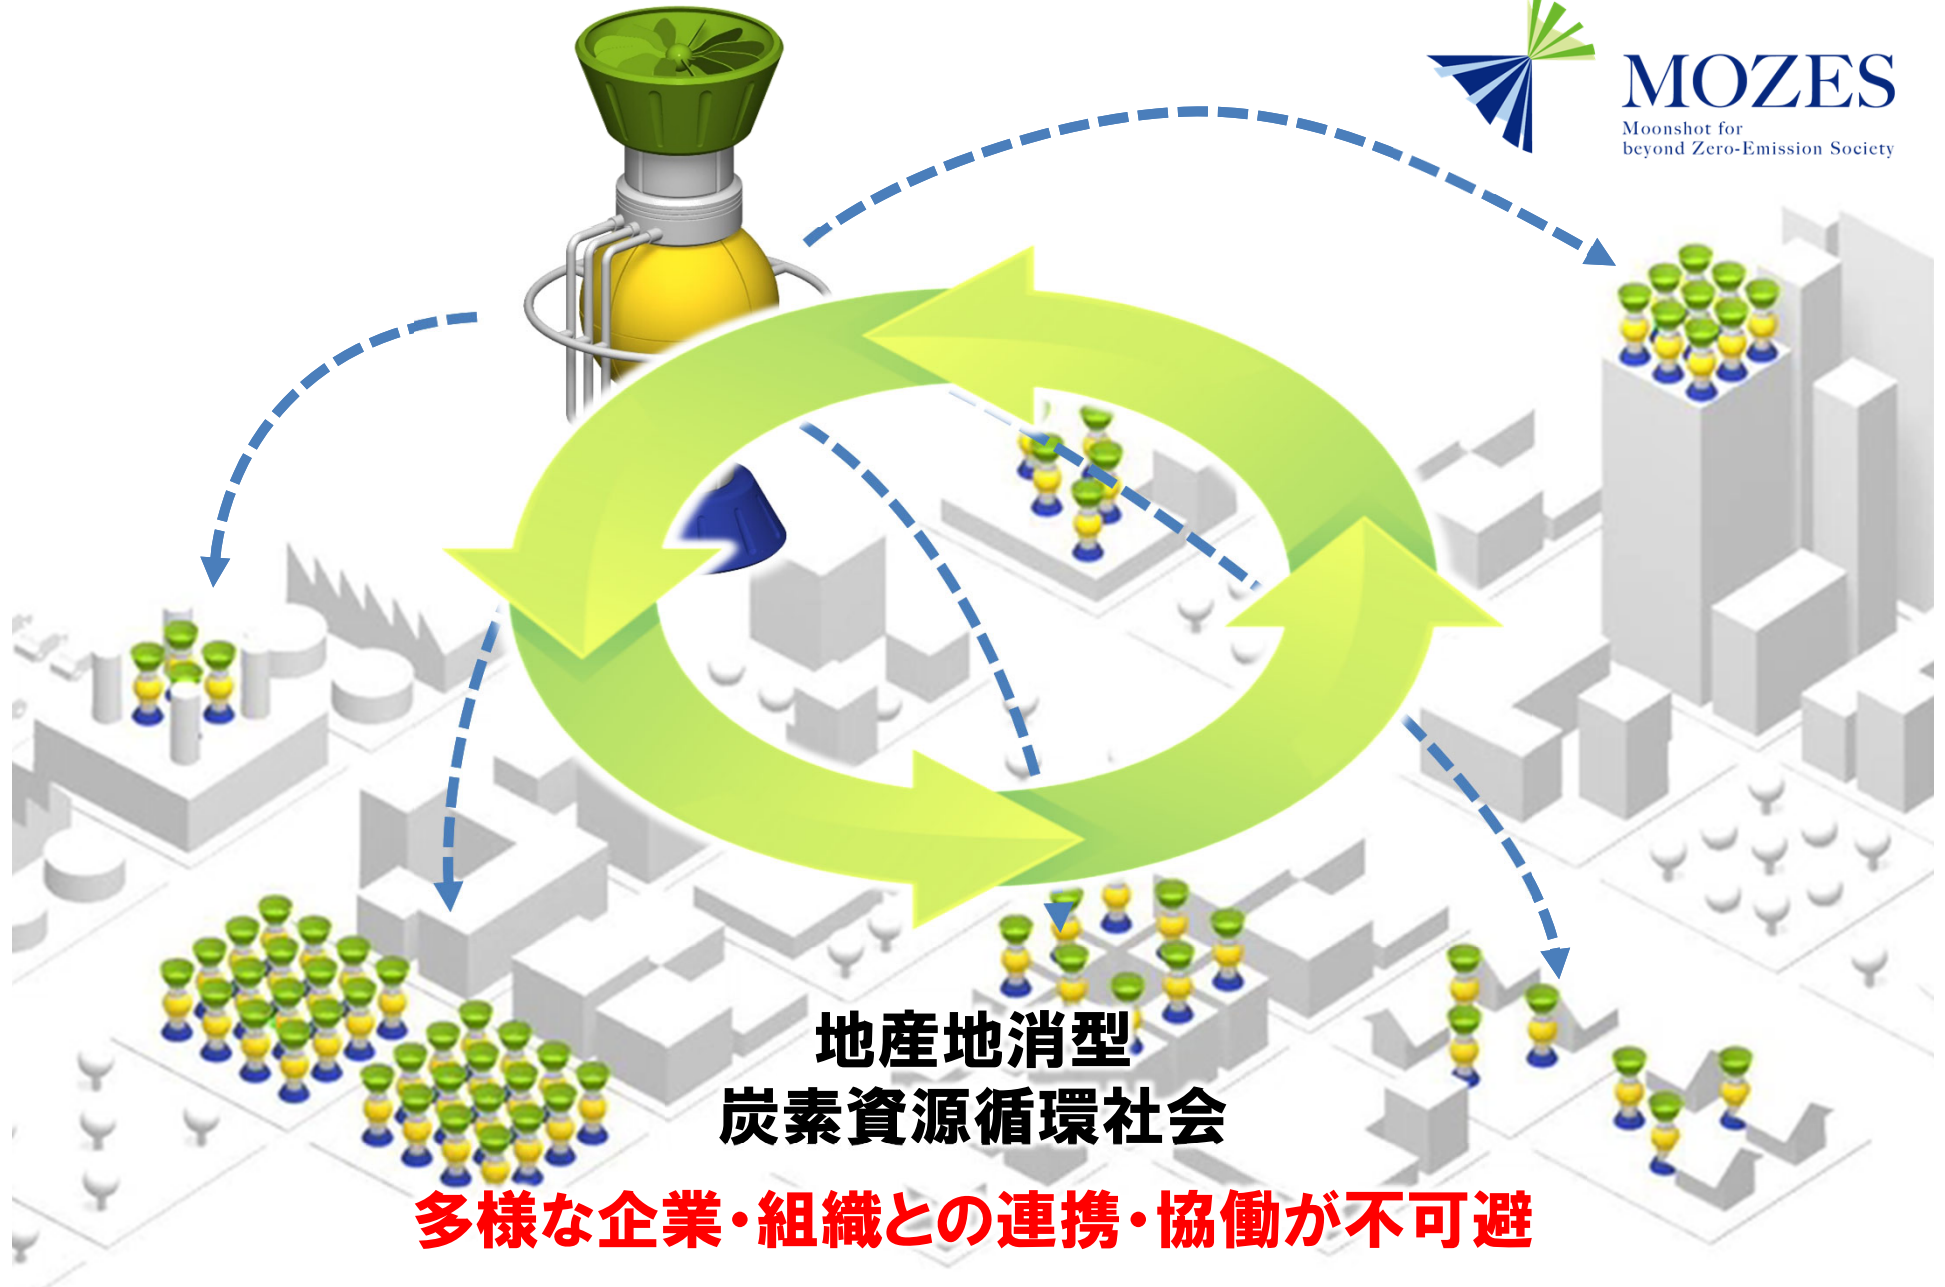 MOZES
Moonshot for
beyond Zero-Emission Society
地産地消型
炭素資源循環社会
多様な企業・組織との連携・協働が不可避